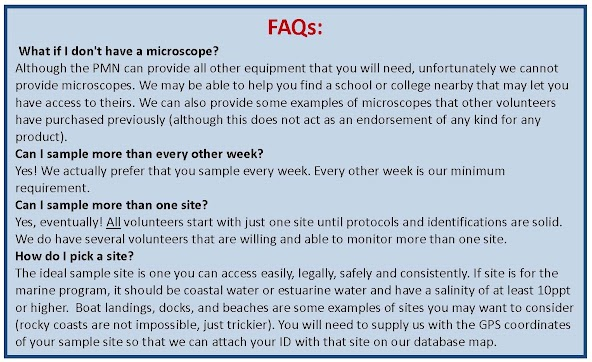 FAQs:
What if I don't have a microscope?
Although the PMN can provide all other equipment that you will need, unfortunately we cannot
provide microscopes. We may be able to help you find a school or college nearby that may let you
have access to theirs. We can also provide some examples of microscopes that other volunteers
have purchased previously (although this does not act as an endorsement of any kind for any
product).
Can I sample more than every other week?
Yes! We actually prefer that you sample every week. Every other week is our minimum
requirement.
Can I sample more than one site?
Yes, eventually! All volunteers start with just one site until protocols and identifications are solid.
We do have several volunteers that are willing and able to monitor more than one site.
How do I pick a site?
The ideal sample site is one you can access easily, legally, safely and consistently. If site is for the
marine program, it should be coastal water or estuarine water and have a salinity of at least 10ppt
or higher.  Boat landings, docks, and beaches are some examples of sites you may want to consider
(rocky coasts are not impossible, just trickier). You will need to supply us with the GPS coordinates
of your sample site so that we can attach your ID with that site on our database map.